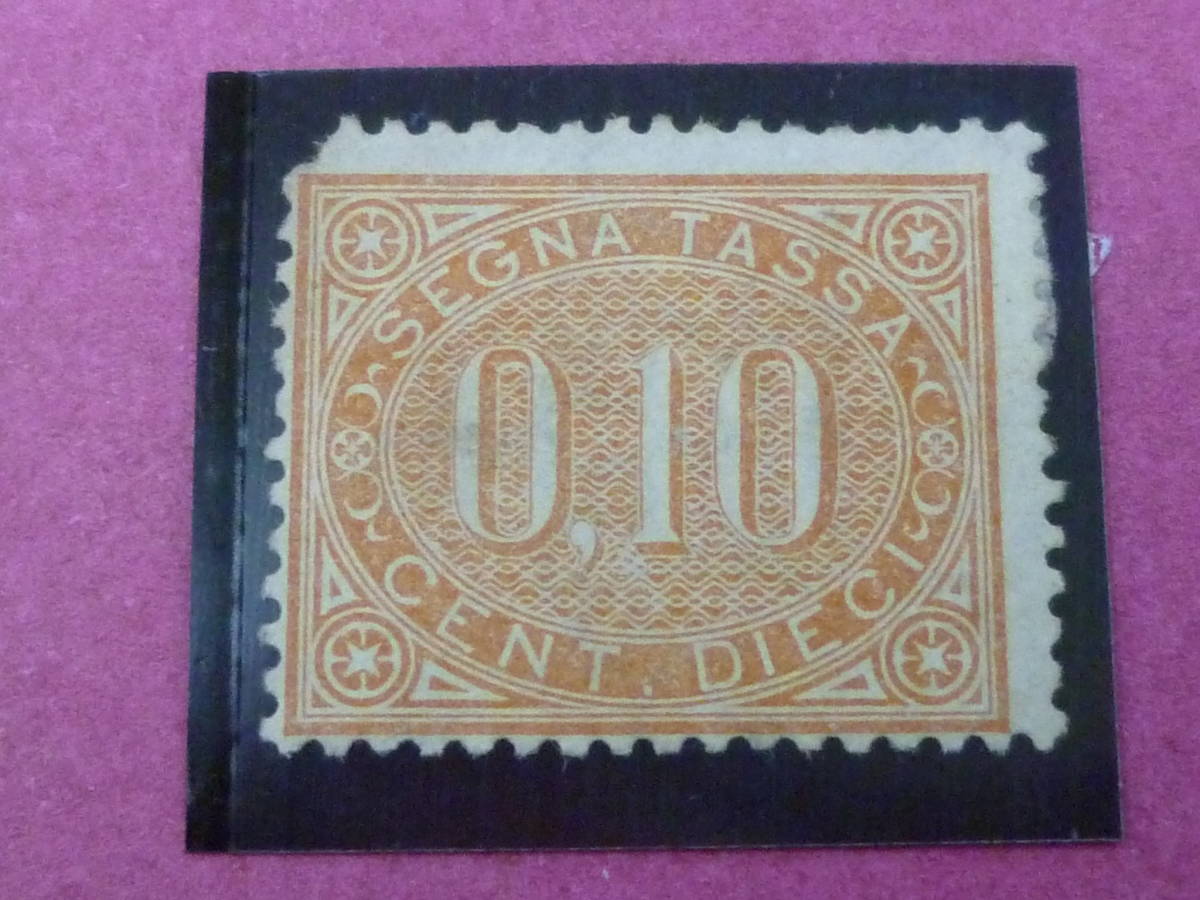 SEGNA TASSA
0,10
CENT. DIECI